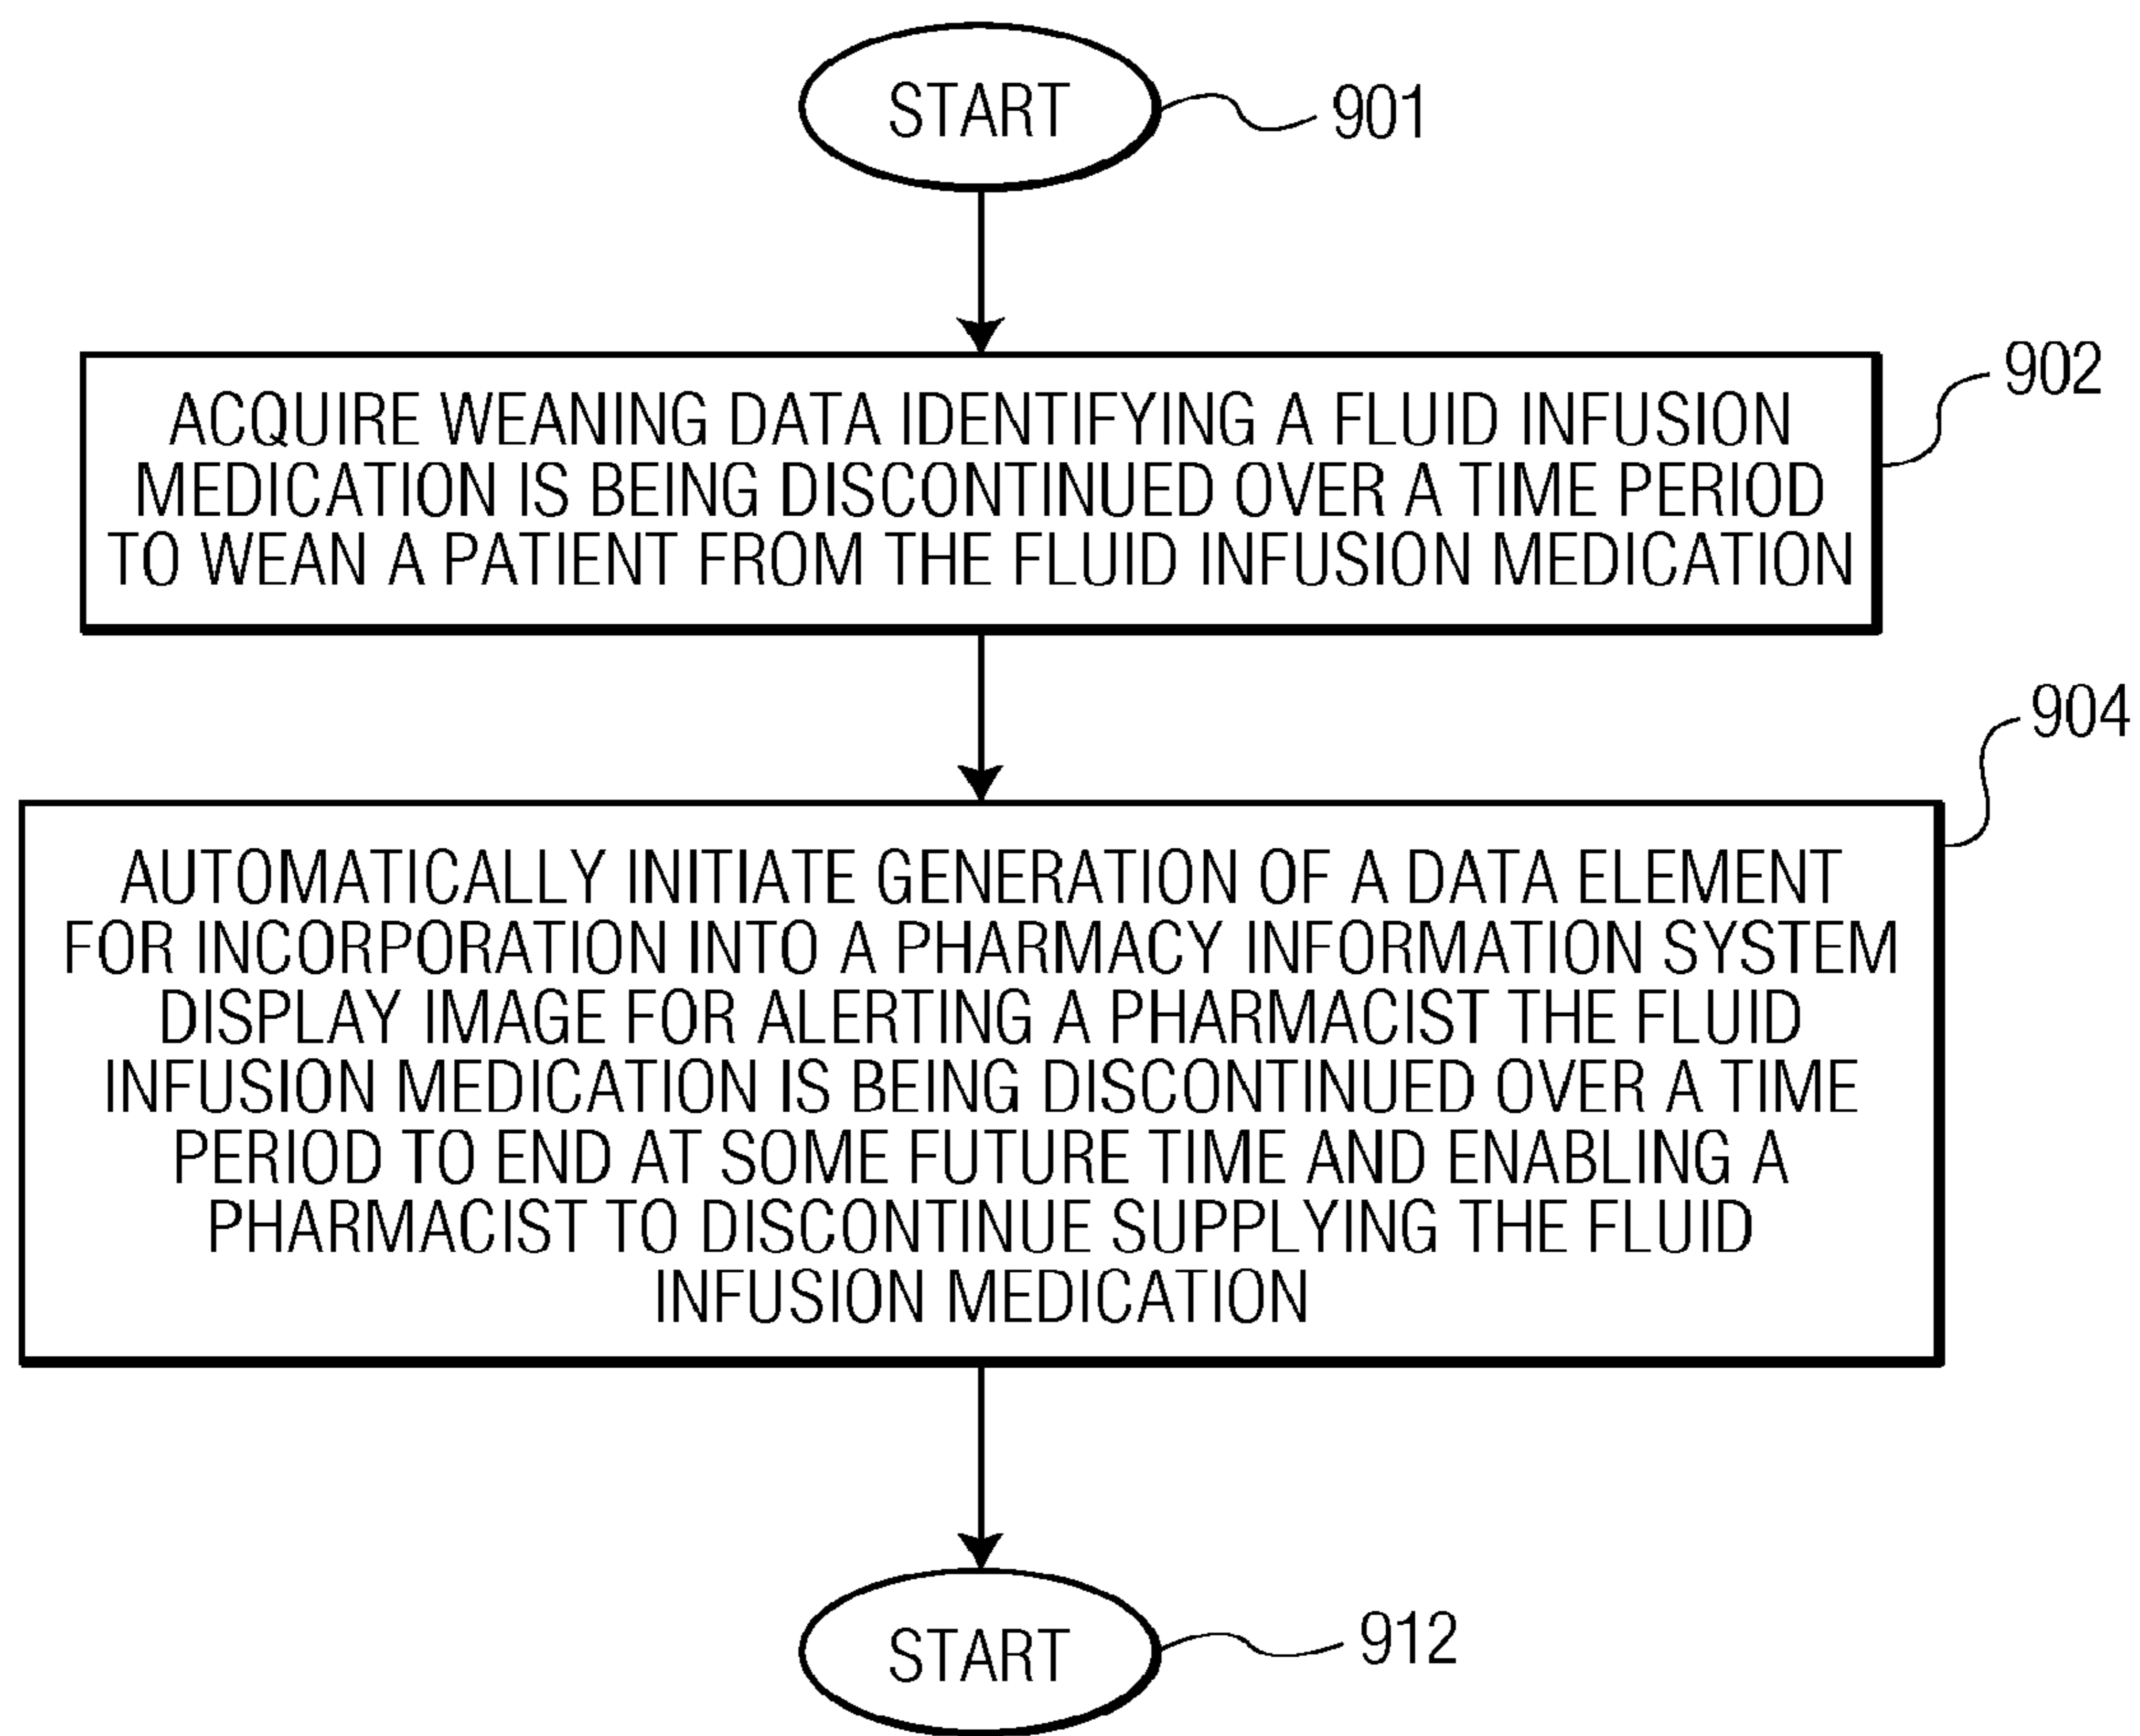 START
901
902
ACQUIRE WEANING DATA IDENTIFYING A FLUID INFUSION
MEDICATION IS BEING DISCONTINUED OVER A TIME PERIOD
TO WEAN A PATIENT FROM THE FLUID INFUSION MEDICATION
904
AUTOMATICALLY INITIATE GENERATION OF A DATA ELEMENT
FOR INCORPORATION INTO A PHARMACY INFORMATION SYSTEM
DISPLAY IMAGE FOR ALERTING A PHARMACIST THE FLUID
INFUSION MEDICATION IS BEING DISCONTINUED OVER A TIME
PERIOD TO END AT SOME FUTURE TIME AND ENABLING A
PHARMACIST TO DISCONTINUE SUPPLYING THE FLUID
INFUSION MEDICATION
START
912